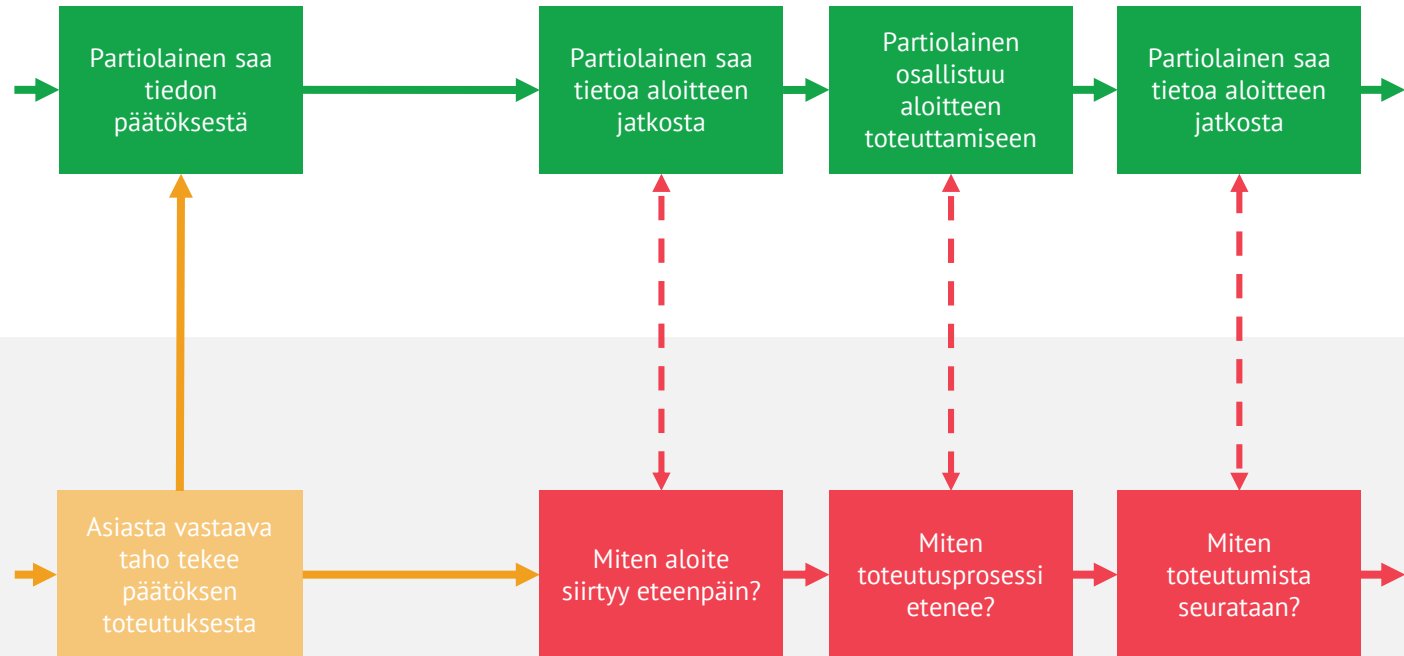 Partiolainen saa
tiedon
päätöksestä
Partiolainen saa
tietoa aloitteen
jatkosta
Partiolainen
osallistuu
aloitteen
toteuttamiseen
Partiolainen saa
tietoa aloitteen
jatkosta
Asiasta vastaava
taho tekee
päätöksen
toteutuksesta
Miten aloite
siirtyy eteenpäin?
Miten
toteutusprosessi
etenee?
Miten
toteutumista
seurataan?